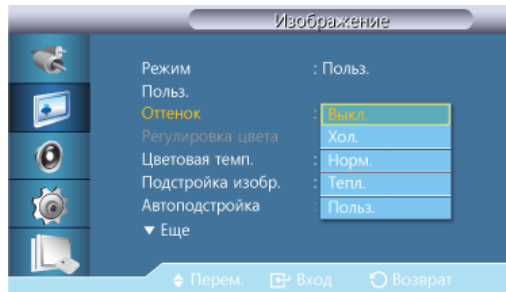 Изображение
Режим : Польз.
Польз.
Оттенок : Выкл.
Регулировка цвета Хол.
Цветовая темп. : Норм.
Подстройка изобр. : Тепл.
Автоподстройка : Польз.
▼ Еще
Перем. Вход Возврат